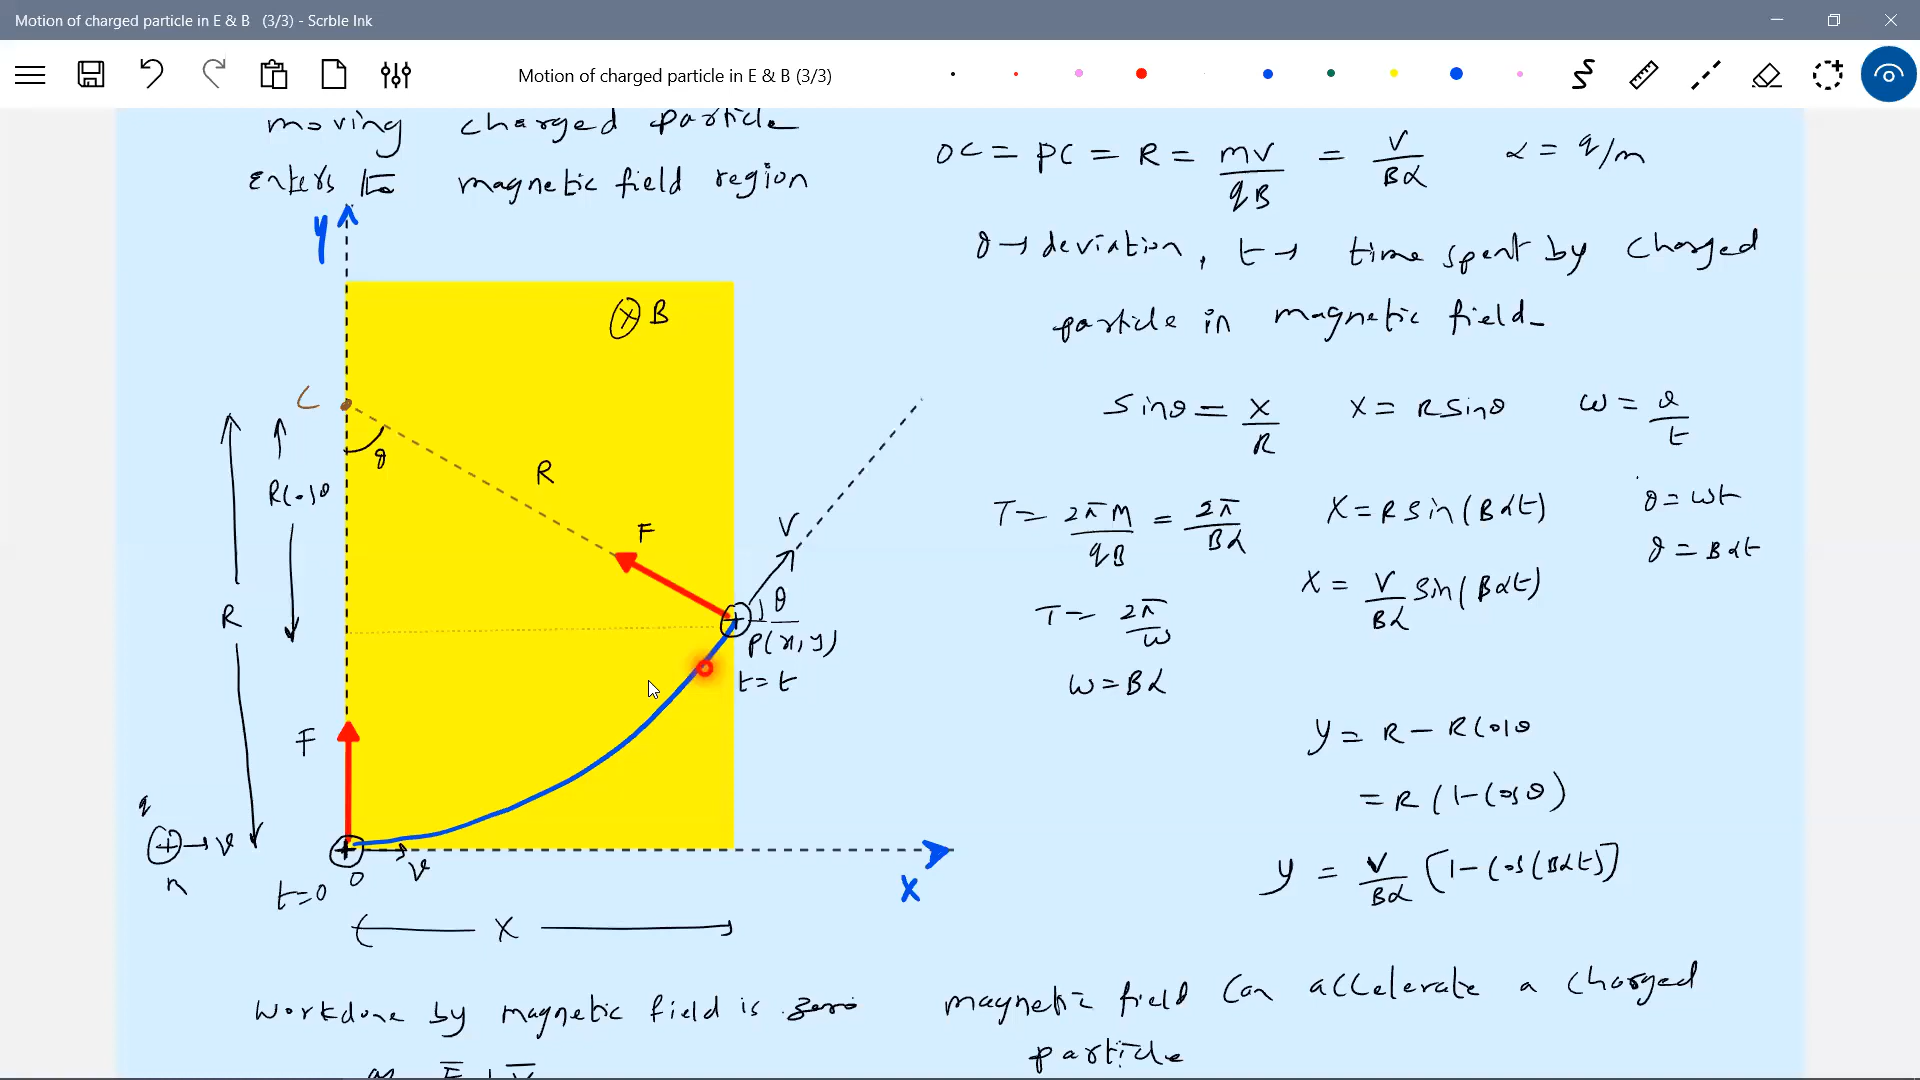 Motion of charged particle in E & B (3/3) - Scrble Ink
Motion of charged particle in E & B (3/3)
moving charged particle
enters magnetic field region
y
⊗ B
C
θ
R cosθ
R
R
F
V
θ
P(x, y)
t = t
F
q
+ → v
m
t=0
0
v
X
x
workdone by magnetic field is zero
as F ⊥ V
OC = PC = R = mV/qB = V/Bα α = q/m
θ → deviation, t → time spent by charged
particle in magnetic field.
Sinθ = x/R x = R Sinθ ω = θ/t
T = 2πm/qB = 2π/Bα x = R Sin(Bαt) θ = ωt
θ = Bαt
T = 2π/ω x = V/Bα Sin(Bαt)
ω = Bα
y = R - R cosθ
= R (1 - cosθ)
y = V/Bα [1 - cos(Bαt)]
magnetic field can accelerate a charged
particle